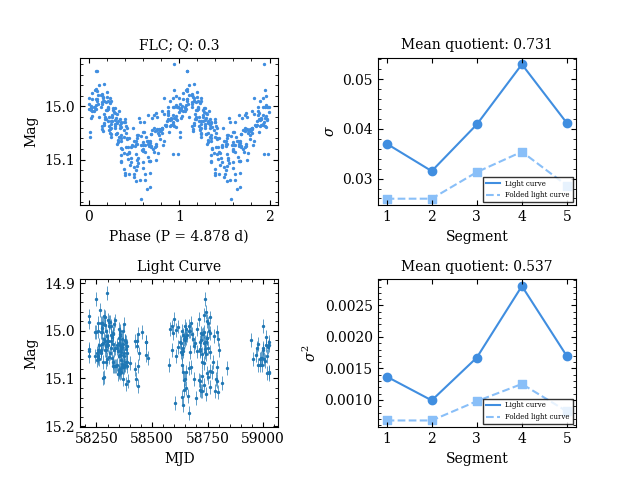 FLC; Q: 0.3
Mag
15.0
15.1
0
1
2
Phase (P = 4.878 d)
Mean quotient: 0.731
σ
0.05
0.04
0.03
1 2 3 4 5
Segment
Light curve
Folded light curve
Light Curve
Mag
14.9
15.0
15.1
15.2
58250 58500 58750 59000
MJD
Mean quotient: 0.537
σ²
0.0025
0.0020
0.0015
0.0010
1 2 3 4 5
Segment
Light curve
Folded light curve